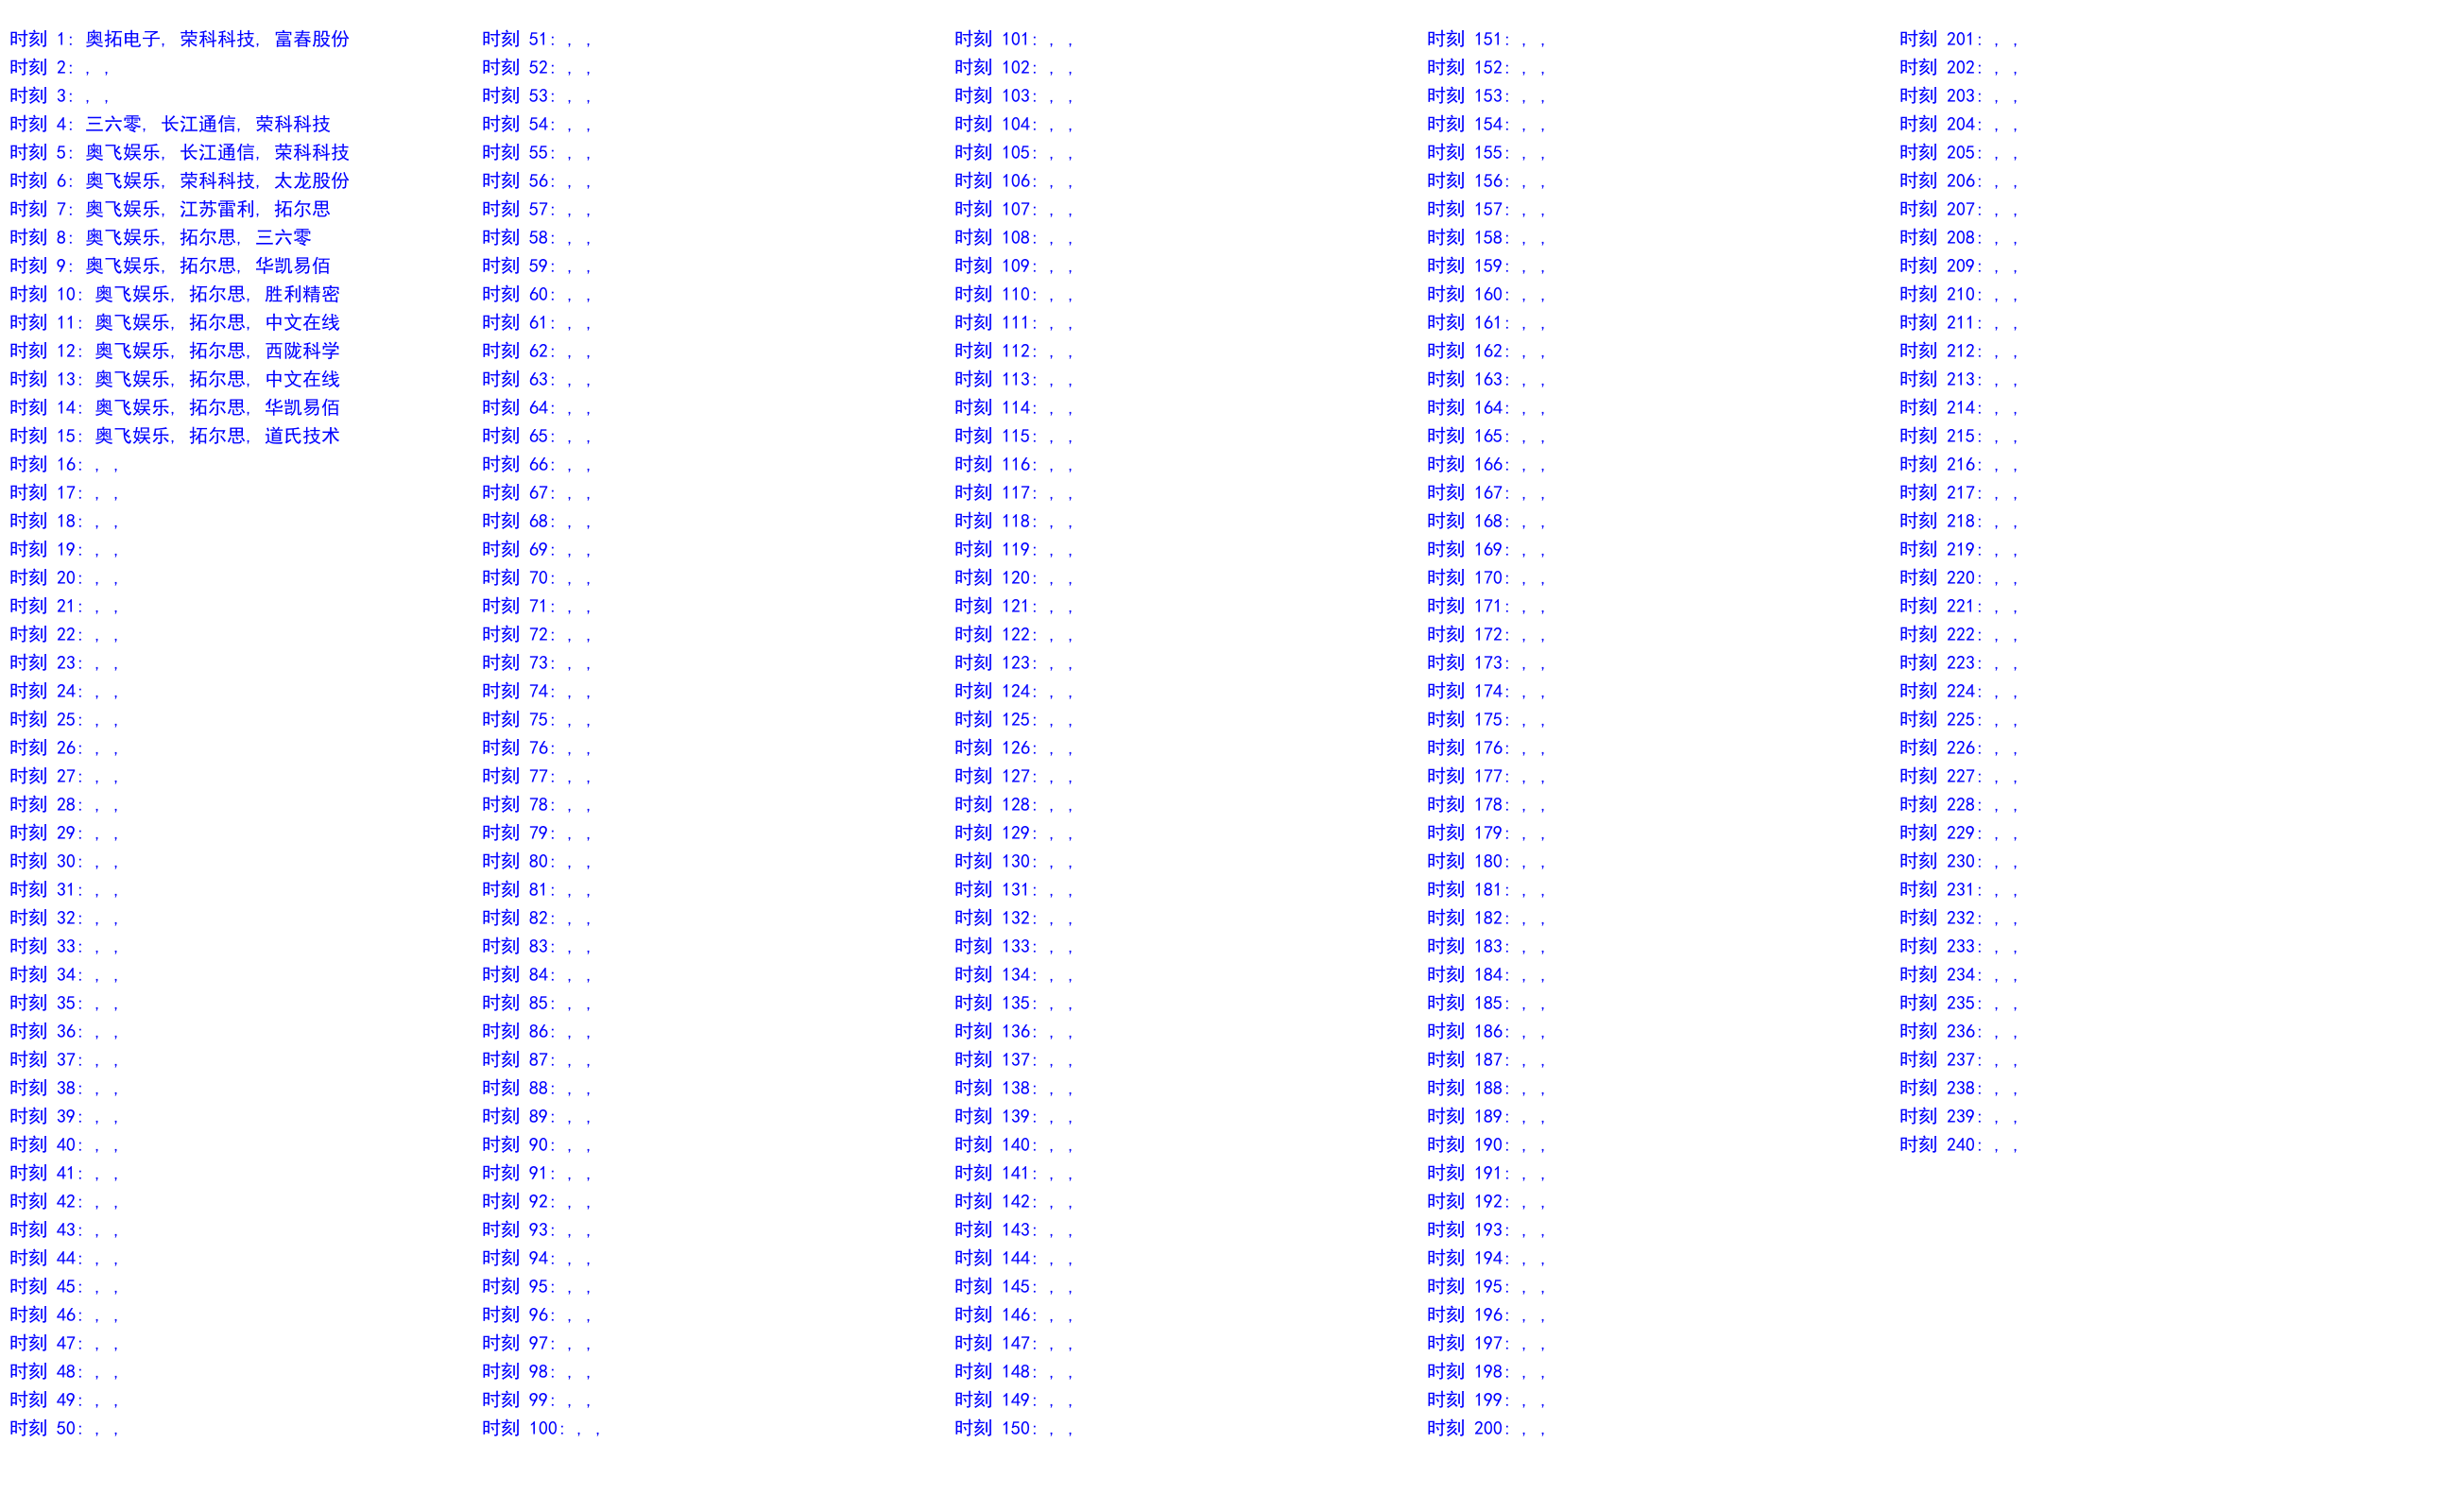 时刻 1: 奥拓电子, 荣科科技, 富春股份
时刻 2: , ,
时刻 3: , ,
时刻 4: 三六零, 长江通信, 荣科科技
时刻 5: 奥飞娱乐, 长江通信, 荣科科技
时刻 6: 奥飞娱乐, 荣科科技, 太龙股份
时刻 7: 奥飞娱乐, 江苏雷利, 拓尔思
时刻 8: 奥飞娱乐, 拓尔思, 三六零
时刻 9: 奥飞娱乐, 拓尔思, 华凯易佰
时刻 10: 奥飞娱乐, 拓尔思, 胜利精密
时刻 11: 奥飞娱乐, 拓尔思, 中文在线
时刻 12: 奥飞娱乐, 拓尔思, 西陇科学
时刻 13: 奥飞娱乐, 拓尔思, 中文在线
时刻 14: 奥飞娱乐, 拓尔思, 华凯易佰
时刻 15: 奥飞娱乐, 拓尔思, 道氏技术
时刻 16: , ,
时刻 17: , ,
时刻 18: , ,
时刻 19: , ,
时刻 20: , ,
时刻 21: , ,
时刻 22: , ,
时刻 23: , ,
时刻 24: , ,
时刻 25: , ,
时刻 26: , ,
时刻 27: , ,
时刻 28: , ,
时刻 29: , ,
时刻 30: , ,
时刻 31: , ,
时刻 32: , ,
时刻 33: , ,
时刻 34: , ,
时刻 35: , ,
时刻 36: , ,
时刻 37: , ,
时刻 38: , ,
时刻 39: , ,
时刻 40: , ,
时刻 41: , ,
时刻 42: , ,
时刻 43: , ,
时刻 44: , ,
时刻 45: , ,
时刻 46: , ,
时刻 47: , ,
时刻 48: , ,
时刻 49: , ,
时刻 50: , ,
时刻 51: , ,
时刻 52: , ,
时刻 53: , ,
时刻 54: , ,
时刻 55: , ,
时刻 56: , ,
时刻 57: , ,
时刻 58: , ,
时刻 59: , ,
时刻 60: , ,
时刻 61: , ,
时刻 62: , ,
时刻 63: , ,
时刻 64: , ,
时刻 65: , ,
时刻 66: , ,
时刻 67: , ,
时刻 68: , ,
时刻 69: , ,
时刻 70: , ,
时刻 71: , ,
时刻 72: , ,
时刻 73: , ,
时刻 74: , ,
时刻 75: , ,
时刻 76: , ,
时刻 77: , ,
时刻 78: , ,
时刻 79: , ,
时刻 80: , ,
时刻 81: , ,
时刻 82: , ,
时刻 83: , ,
时刻 84: , ,
时刻 85: , ,
时刻 86: , ,
时刻 87: , ,
时刻 88: , ,
时刻 89: , ,
时刻 90: , ,
时刻 91: , ,
时刻 92: , ,
时刻 93: , ,
时刻 94: , ,
时刻 95: , ,
时刻 96: , ,
时刻 97: , ,
时刻 98: , ,
时刻 99: , ,
时刻 100: , ,
时刻 101: , ,
时刻 102: , ,
时刻 103: , ,
时刻 104: , ,
时刻 105: , ,
时刻 106: , ,
时刻 107: , ,
时刻 108: , ,
时刻 109: , ,
时刻 110: , ,
时刻 111: , ,
时刻 112: , ,
时刻 113: , ,
时刻 114: , ,
时刻 115: , ,
时刻 116: , ,
时刻 117: , ,
时刻 118: , ,
时刻 119: , ,
时刻 120: , ,
时刻 121: , ,
时刻 122: , ,
时刻 123: , ,
时刻 124: , ,
时刻 125: , ,
时刻 126: , ,
时刻 127: , ,
时刻 128: , ,
时刻 129: , ,
时刻 130: , ,
时刻 131: , ,
时刻 132: , ,
时刻 133: , ,
时刻 134: , ,
时刻 135: , ,
时刻 136: , ,
时刻 137: , ,
时刻 138: , ,
时刻 139: , ,
时刻 140: , ,
时刻 141: , ,
时刻 142: , ,
时刻 143: , ,
时刻 144: , ,
时刻 145: , ,
时刻 146: , ,
时刻 147: , ,
时刻 148: , ,
时刻 149: , ,
时刻 150: , ,
时刻 151: , ,
时刻 152: , ,
时刻 153: , ,
时刻 154: , ,
时刻 155: , ,
时刻 156: , ,
时刻 157: , ,
时刻 158: , ,
时刻 159: , ,
时刻 160: , ,
时刻 161: , ,
时刻 162: , ,
时刻 163: , ,
时刻 164: , ,
时刻 165: , ,
时刻 166: , ,
时刻 167: , ,
时刻 168: , ,
时刻 169: , ,
时刻 170: , ,
时刻 171: , ,
时刻 172: , ,
时刻 173: , ,
时刻 174: , ,
时刻 175: , ,
时刻 176: , ,
时刻 177: , ,
时刻 178: , ,
时刻 179: , ,
时刻 180: , ,
时刻 181: , ,
时刻 182: , ,
时刻 183: , ,
时刻 184: , ,
时刻 185: , ,
时刻 186: , ,
时刻 187: , ,
时刻 188: , ,
时刻 189: , ,
时刻 190: , ,
时刻 191: , ,
时刻 192: , ,
时刻 193: , ,
时刻 194: , ,
时刻 195: , ,
时刻 196: , ,
时刻 197: , ,
时刻 198: , ,
时刻 199: , ,
时刻 200: , ,
时刻 201: , ,
时刻 202: , ,
时刻 203: , ,
时刻 204: , ,
时刻 205: , ,
时刻 206: , ,
时刻 207: , ,
时刻 208: , ,
时刻 209: , ,
时刻 210: , ,
时刻 211: , ,
时刻 212: , ,
时刻 213: , ,
时刻 214: , ,
时刻 215: , ,
时刻 216: , ,
时刻 217: , ,
时刻 218: , ,
时刻 219: , ,
时刻 220: , ,
时刻 221: , ,
时刻 222: , ,
时刻 223: , ,
时刻 224: , ,
时刻 225: , ,
时刻 226: , ,
时刻 227: , ,
时刻 228: , ,
时刻 229: , ,
时刻 230: , ,
时刻 231: , ,
时刻 232: , ,
时刻 233: , ,
时刻 234: , ,
时刻 235: , ,
时刻 236: , ,
时刻 237: , ,
时刻 238: , ,
时刻 239: , ,
时刻 240: , ,